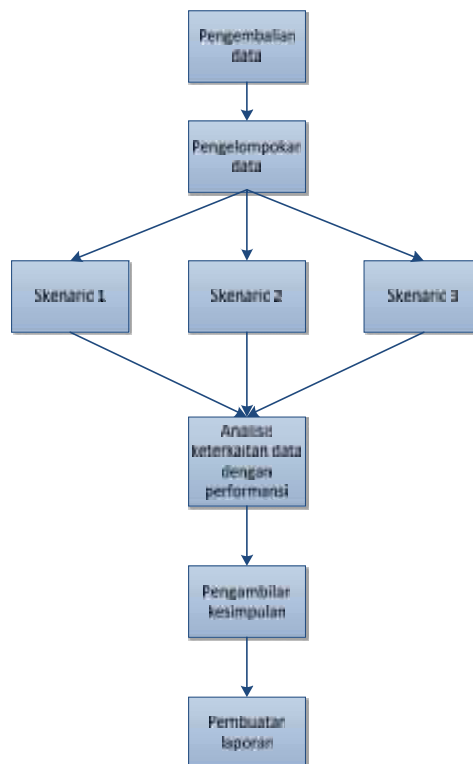 Pengembalian
data
Pengelompokan
data
Skenario 1
Skenario 2
Skenario 3
Analisis
keterkaitan data
dengan
performansi
Pengambilan
kesimpulan
Pembuatan
laporan